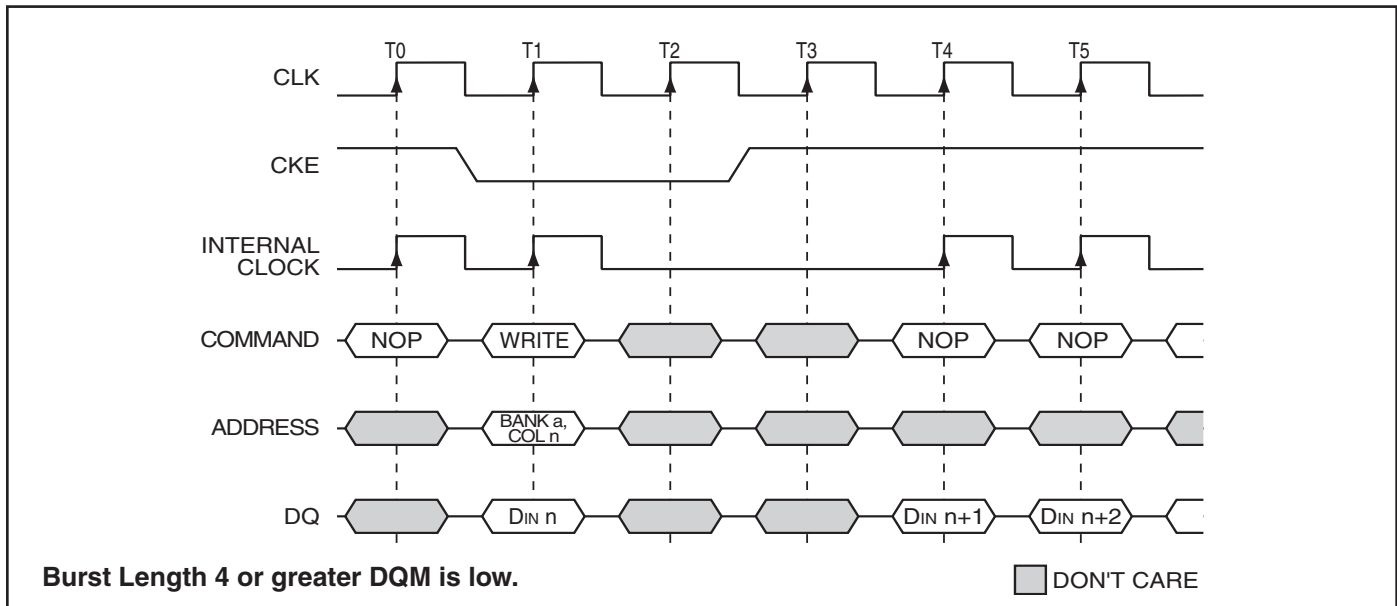 T0 T1 T2 T3 T4 T5
CLK
CKE
INTERNAL
CLOCK
COMMAND NOP WRITE NOP NOP
ADDRESS BANK a,
COL n
DQ DIN n DIN n+1 DIN n+2
Burst Length 4 or greater DQM is low.
DON'T CARE